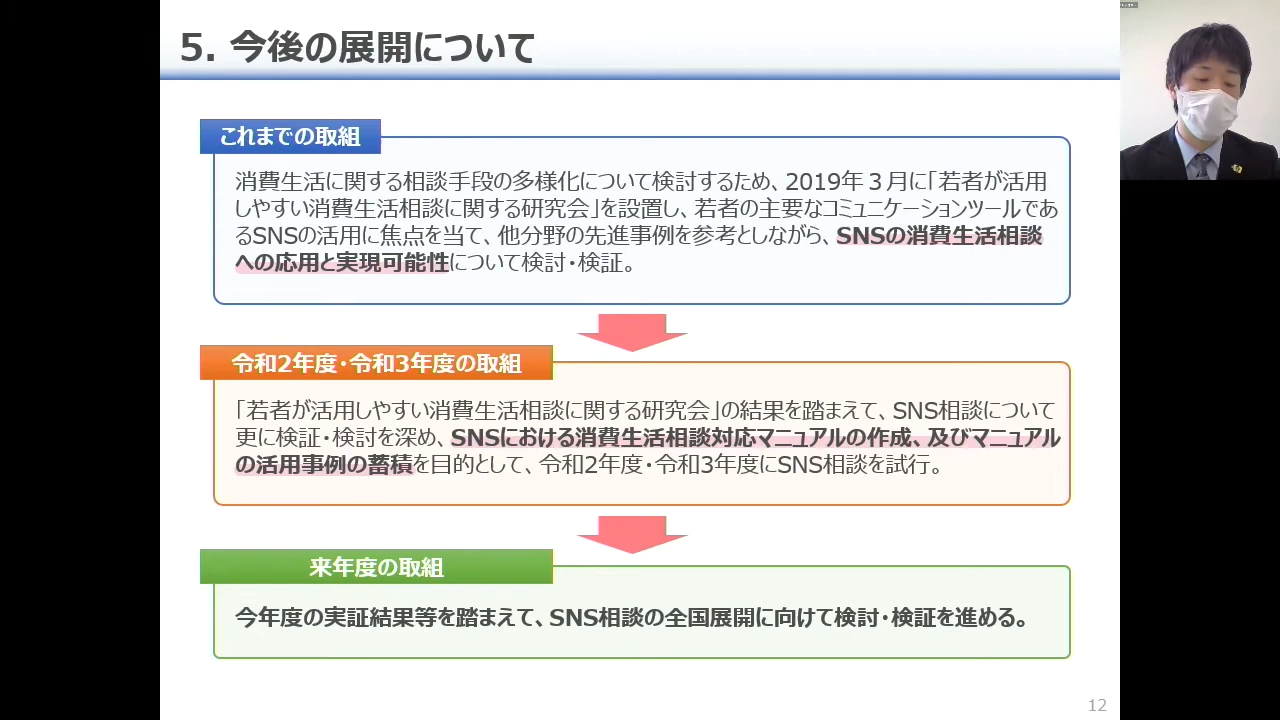 5. 今後の展開について
これまでの取組
消費生活に関する相談手段の多様化について検討するため、2019年３月に「若者が活用
しやすい消費生活相談に関する研究会」を設置し、若者の主要なコミュニケーションツールであ
るSNSの活用に焦点を当て、他分野の先進事例を参考としながら、SNSの消費生活相談
への応用と実現可能性について検討・検証。
令和2年度・令和3年度の取組
「若者が活用しやすい消費生活相談に関する研究会」の結果を踏まえて、SNS相談について
更に検証・検討を深め、SNSにおける消費生活相談対応マニュアルの作成、及びマニュアル
の活用事例の蓄積を目的として、令和2年度・令和3年度にSNS相談を試行。
来年度の取組
今年度の実証結果等を踏まえて、SNS相談の全国展開に向けて検討・検証を進める。
12